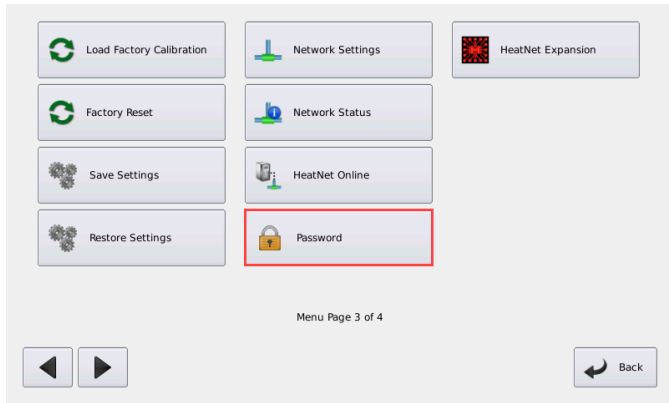 Load Factory Calibration
Network Settings
HeatNet Expansion
Factory Reset
Network Status
Save Settings
HeatNet Online
Restore Settings
Password
Menu Page 3 of 4
Back